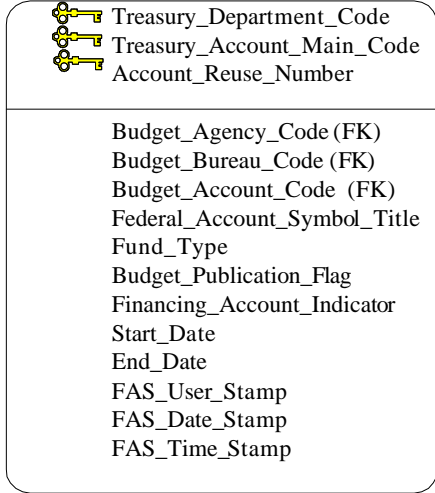 Treasury_Department_Code
Treasury_Account_Main_Code
Account_Reuse_Number
Budget_Agency_Code (FK)
Budget_Bureau_Code (FK)
Budget_Account_Code (FK)
Federal_Account_Symbol_Title
Fund_Type
Budget_Publication_Flag
Financing_Account_Indicator
Start_Date
End_Date
FAS_User_Stamp
FAS_Date_Stamp
FAS_Time_Stamp